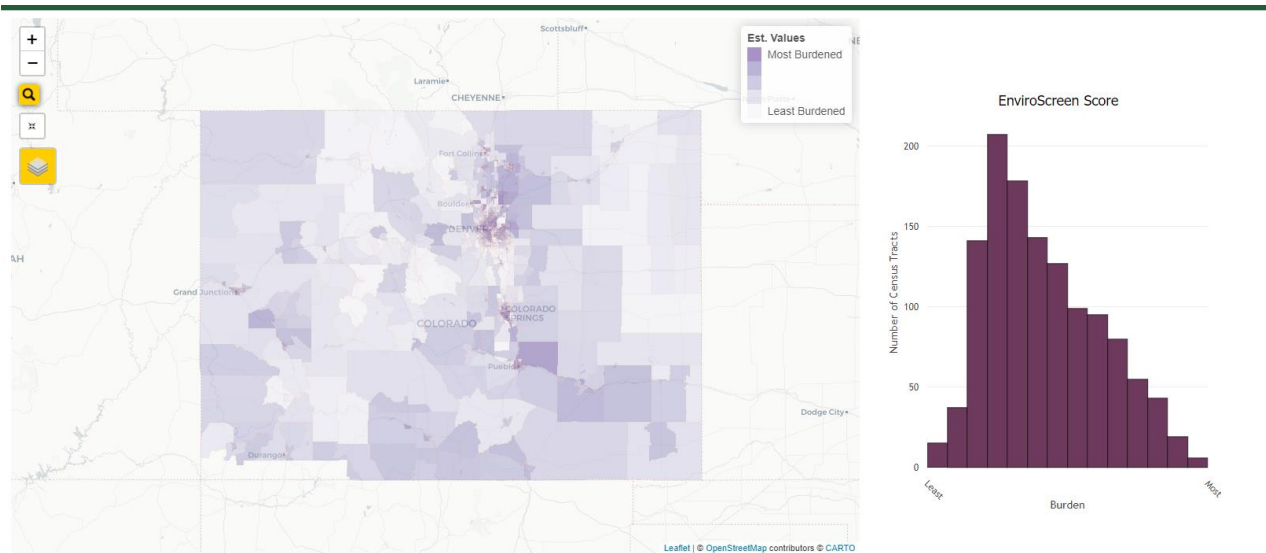 +
−
Scottsbluff
Est. Values
Most Burdened
Least Burdened
NE
Laramie
CHEYENNE
Fort Collins
Boulder
DENVER
AH
Grand Junction
COLORADO
SPRINGS
COLORADO
Pueblo
Dodge City
Durango
Leaflet | © OpenStreetMap contributors © CARTO
EnviroScreen Score
Number of Census Tracts
200
150
100
50
0
Least
Most
Burden